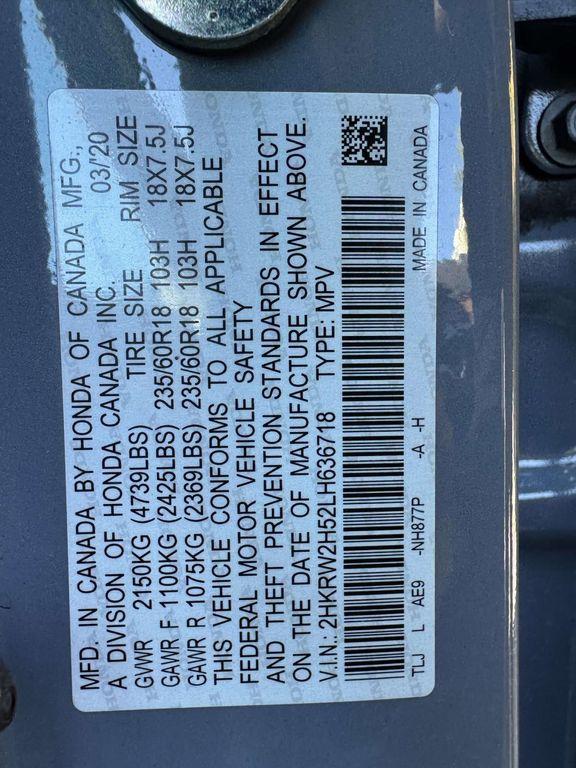 MFD. IN CANADA BY HONDA OF CANADA MFG.,
A DIVISION OF HONDA CANADA INC. 03/'20
GVWR 2150KG (4739LBS) TIRE SIZE RIM SIZE
GAWR F 1100KG (2425LBS) 235/60R18 103H 18X7.5J
GAWR R 1075KG (2369LBS) 235/60R18 103H 18X7.5J
THIS VEHICLE CONFORMS TO ALL APPLICABLE
FEDERAL MOTOR VEHICLE SAFETY
AND THEFT PREVENTION STANDARDS IN EFFECT
ON THE DATE OF MANUFACTURE SHOWN ABOVE.
V.I.N.: 2HKRW2H52LH636718 TYPE: MPV
TLJ L AE9 -NH877P -A -H MADE IN CANADA